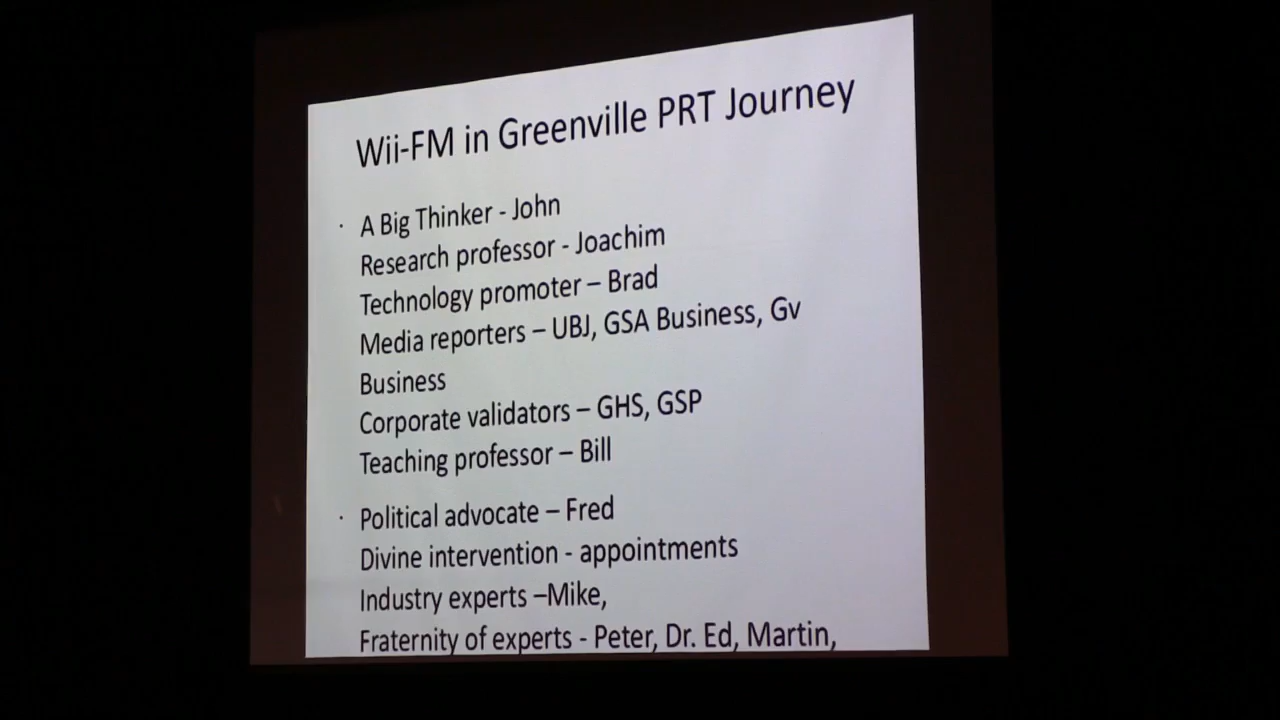 Wii-FM in Greenville PRT Journey
· A Big Thinker - John
Research professor - Joachim
Technology promoter – Brad
Media reporters – UBJ, GSA Business, Gv
Business
Corporate validators – GHS, GSP
Teaching professor – Bill
· Political advocate – Fred
Divine intervention - appointments
Industry experts –Mike,
Fraternity of experts - Peter, Dr. Ed, Martin,